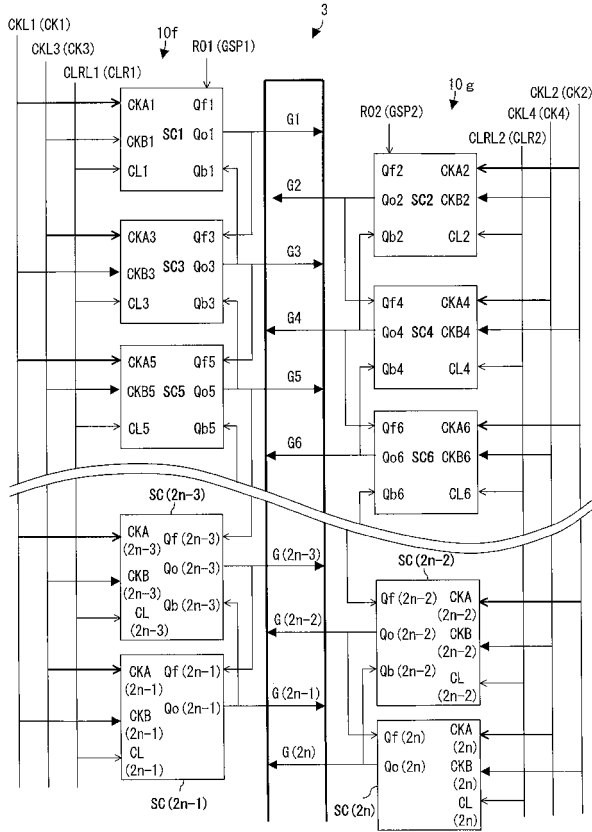 3
CKL1(CK1)
10f
CKL3(CK3)
RO1(GSP1)
10g
CLRL1(CLR1)
CKL2(CK2)
CKL4(CK4)
RO2(GSP2)
CLRL2(CLR2)
CKA1 Qf1
CKB1 SC1 Qo1
CL1 Qb1
G1
Qf2 CKA2
G2
Qo2 SC2 CKB2
Qb2 CL2
CKA3 Qf3
CKB3 SC3 Qo3
CL3 Qb3
G3
Qf4 CKA4
G4
Qo4 SC4 CKB4
Qb4 CL4
CKA5 Qf5
CKB5 SC5 Qo5
CL5 Qb5
G5
Qf6 CKA6
G6
Qo6 SC6 CKB6
Qb6 CL6
SC(2n-3)
CKA
(2n-3)
Qf(2n-3)
CKB
(2n-3)
Qo(2n-3)
CL
(2n-3)
Qb(2n-3)
G(2n-3)
SC(2n-2)
Qf(2n-2)
CKA
(2n-2)
G(2n-2)
Qo(2n-2)
CKB
(2n-2)
Qb(2n-2)
CL
(2n-2)
CKA
(2n-1)
Qf(2n-1)
CKB
(2n-1)
Qo(2n-1)
CL
(2n-1)
G(2n-1)
SC(2n-1)
Qf(2n)
CKA
(2n)
G(2n)
Qo(2n)
CKB
(2n)
CL
(2n)
SC(2n)